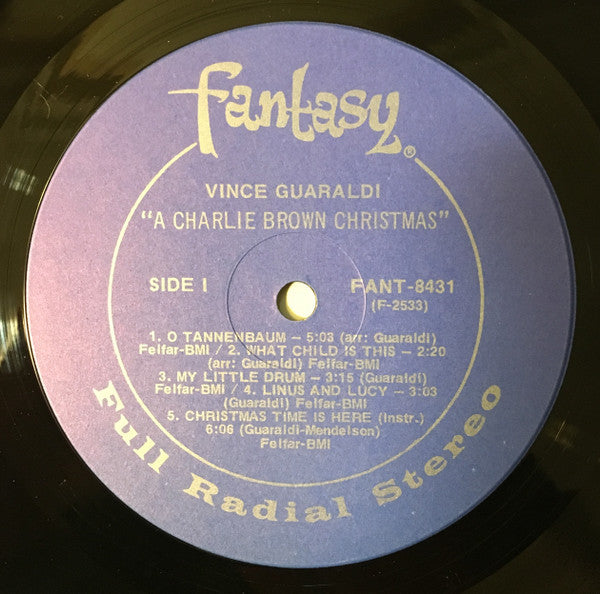 fantasy®
VINCE GUARALDI
"A CHARLIE BROWN CHRISTMAS"
SIDE I FANT-8431
(F-2533)
1. O TANNENBAUM — 5:03 (arr: Guaraldi)
Felfar-BMI / 2. WHAT CHILD IS THIS — 2:20
(arr: Guaraldi) Felfar-BMI
3. MY LITTLE DRUM — 3:15 (Guaraldi)
Felfar-BMI / 4. LINUS AND LUCY — 3:03
(Guaraldi) Felfar-BMI
5. CHRISTMAS TIME IS HERE (Instr.)
6:06 (Guaraldi-Mendelson)
Felfar-BMI
Full Radial Stereo